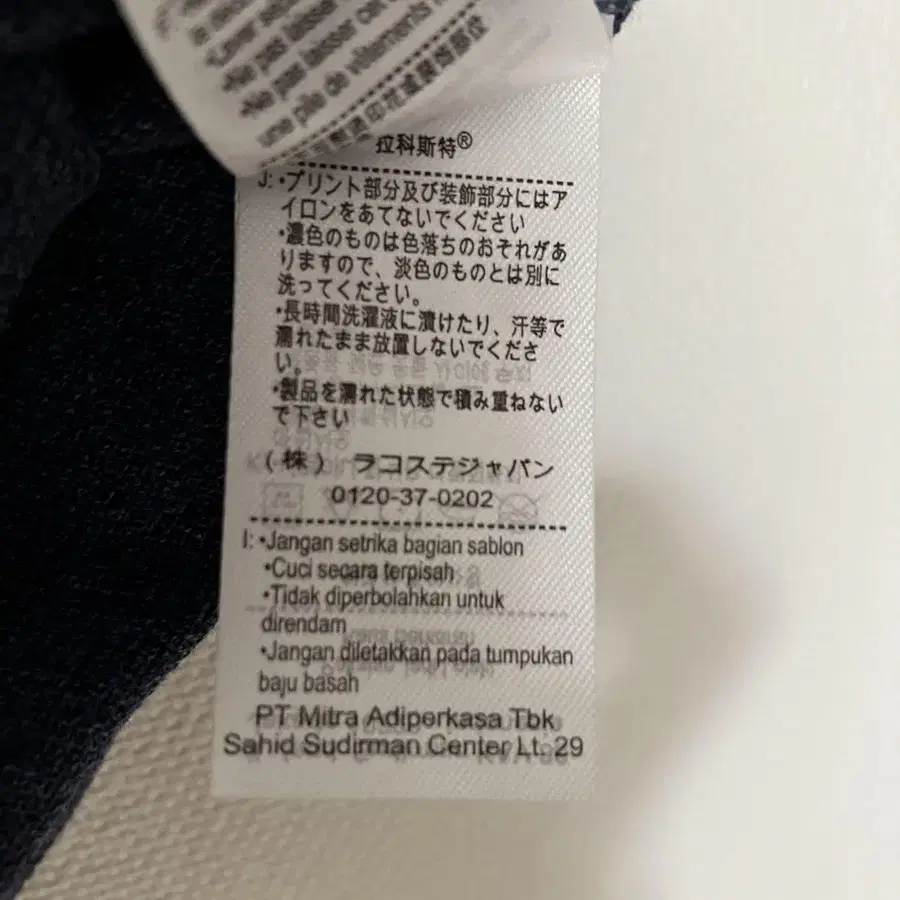 拉科斯特®
J: •プリント部分及び装飾部分にはア
イロンをあてないでください
•濃色のものは色落ちのおそれがあ
りますので、淡色のものとは別に
洗ってください。
•長時間洗濯液に漬けたり、汗等で
濡れたまま放置しないでくださ
い。
•製品を濡れた状態で積み重ねない
で下さい
(株) ラコステジャパン
0120-37-0202
I: •Jangan setrika bagian sablon
•Cuci secara terpisah
•Tidak diperbolahkan untuk
direndam
•Jangan diletakkan pada tumpukan
baju basah
PT Mitra Adiperkasa Tbk
Sahid Sudirman Center Lt. 29